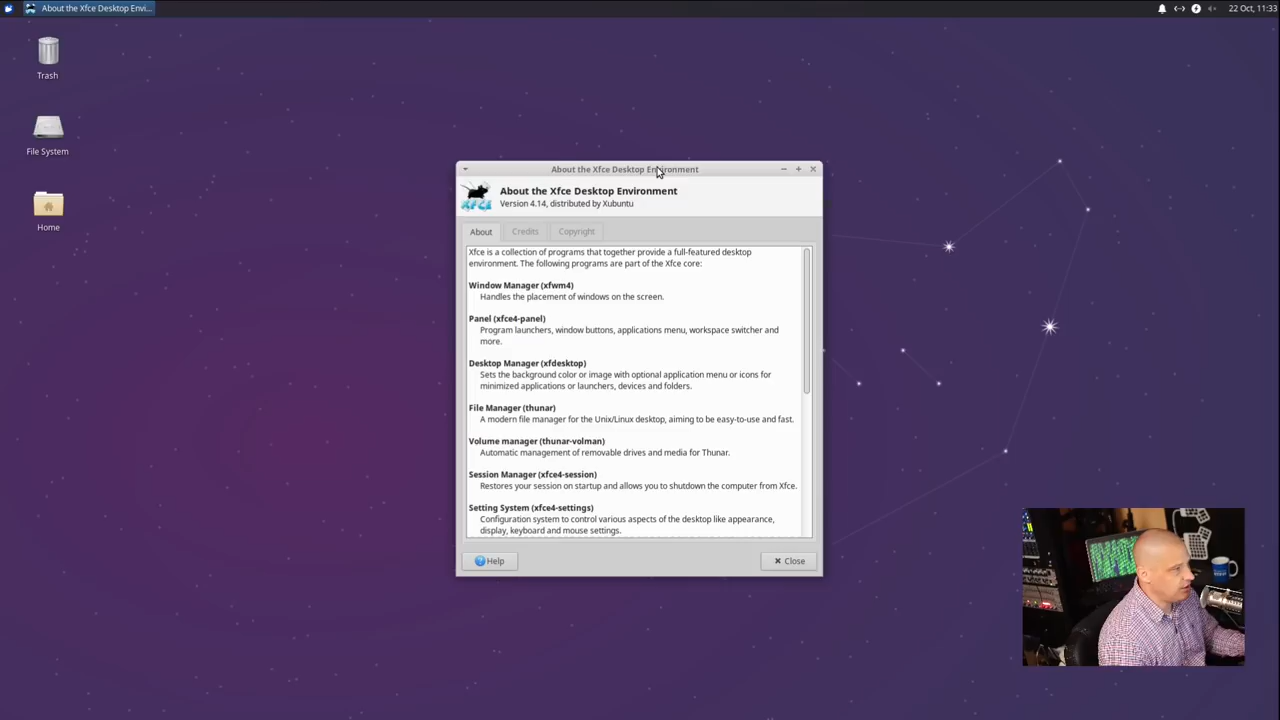 About the Xfce Desktop Envi...
22 Oct, 11:33
Trash
File System
Home
About the Xfce Desktop Environment
About the Xfce Desktop Environment
Version 4.14, distributed by Xubuntu
XFCE
About Credits Copyright
Xfce is a collection of programs that together provide a full-featured desktop
environment. The following programs are part of the Xfce core:
Window Manager (xfwm4)
Handles the placement of windows on the screen.
Panel (xfce4-panel)
Program launchers, window buttons, applications menu, workspace switcher and
more.
Desktop Manager (xfdesktop)
Sets the background color or image with optional application menu or icons for
minimized applications or launchers, devices and folders.
File Manager (thunar)
A modern file manager for the Unix/Linux desktop, aiming to be easy-to-use and fast.
Volume manager (thunar-volman)
Automatic management of removable drives and media for Thunar.
Session Manager (xfce4-session)
Restores your session on startup and allows you to shutdown the computer from Xfce.
Setting System (xfce4-settings)
Configuration system to control various aspects of the desktop like appearance,
display, keyboard and mouse settings.
Help
Close